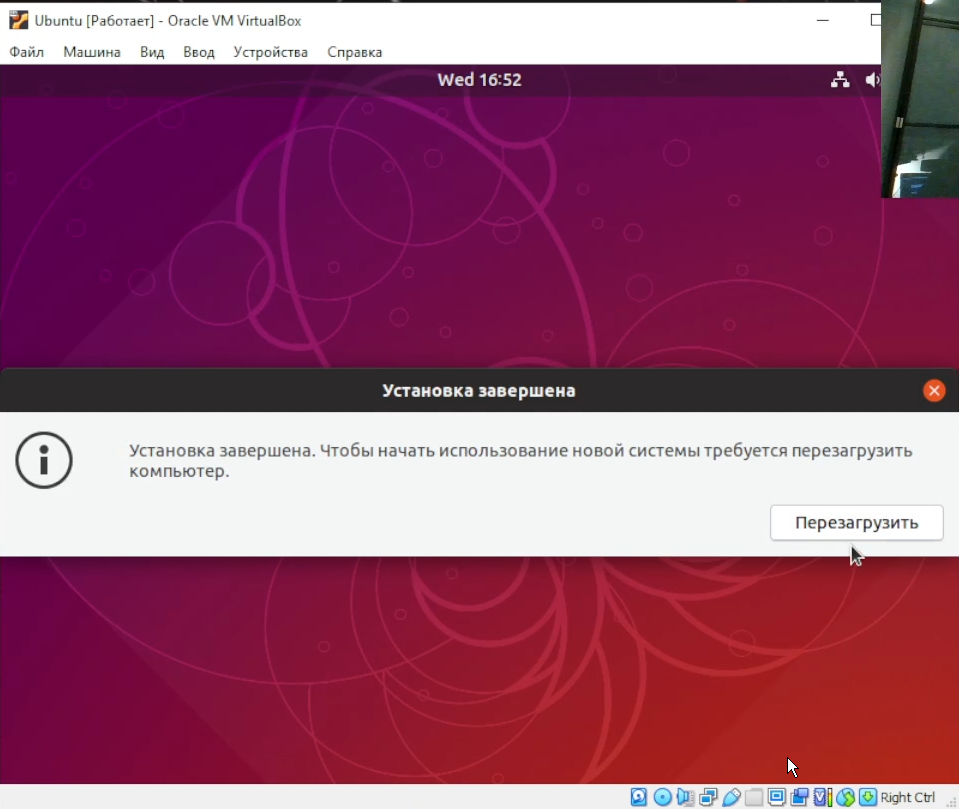 Ubuntu [Работает] - Oracle VM VirtualBox
Файл Машина Вид Ввод Устройства Справка
Wed 16:52
Установка завершена
Установка завершена. Чтобы начать использование новой системы требуется перезагрузить
компьютер.
Перезагрузить
Right Ctrl